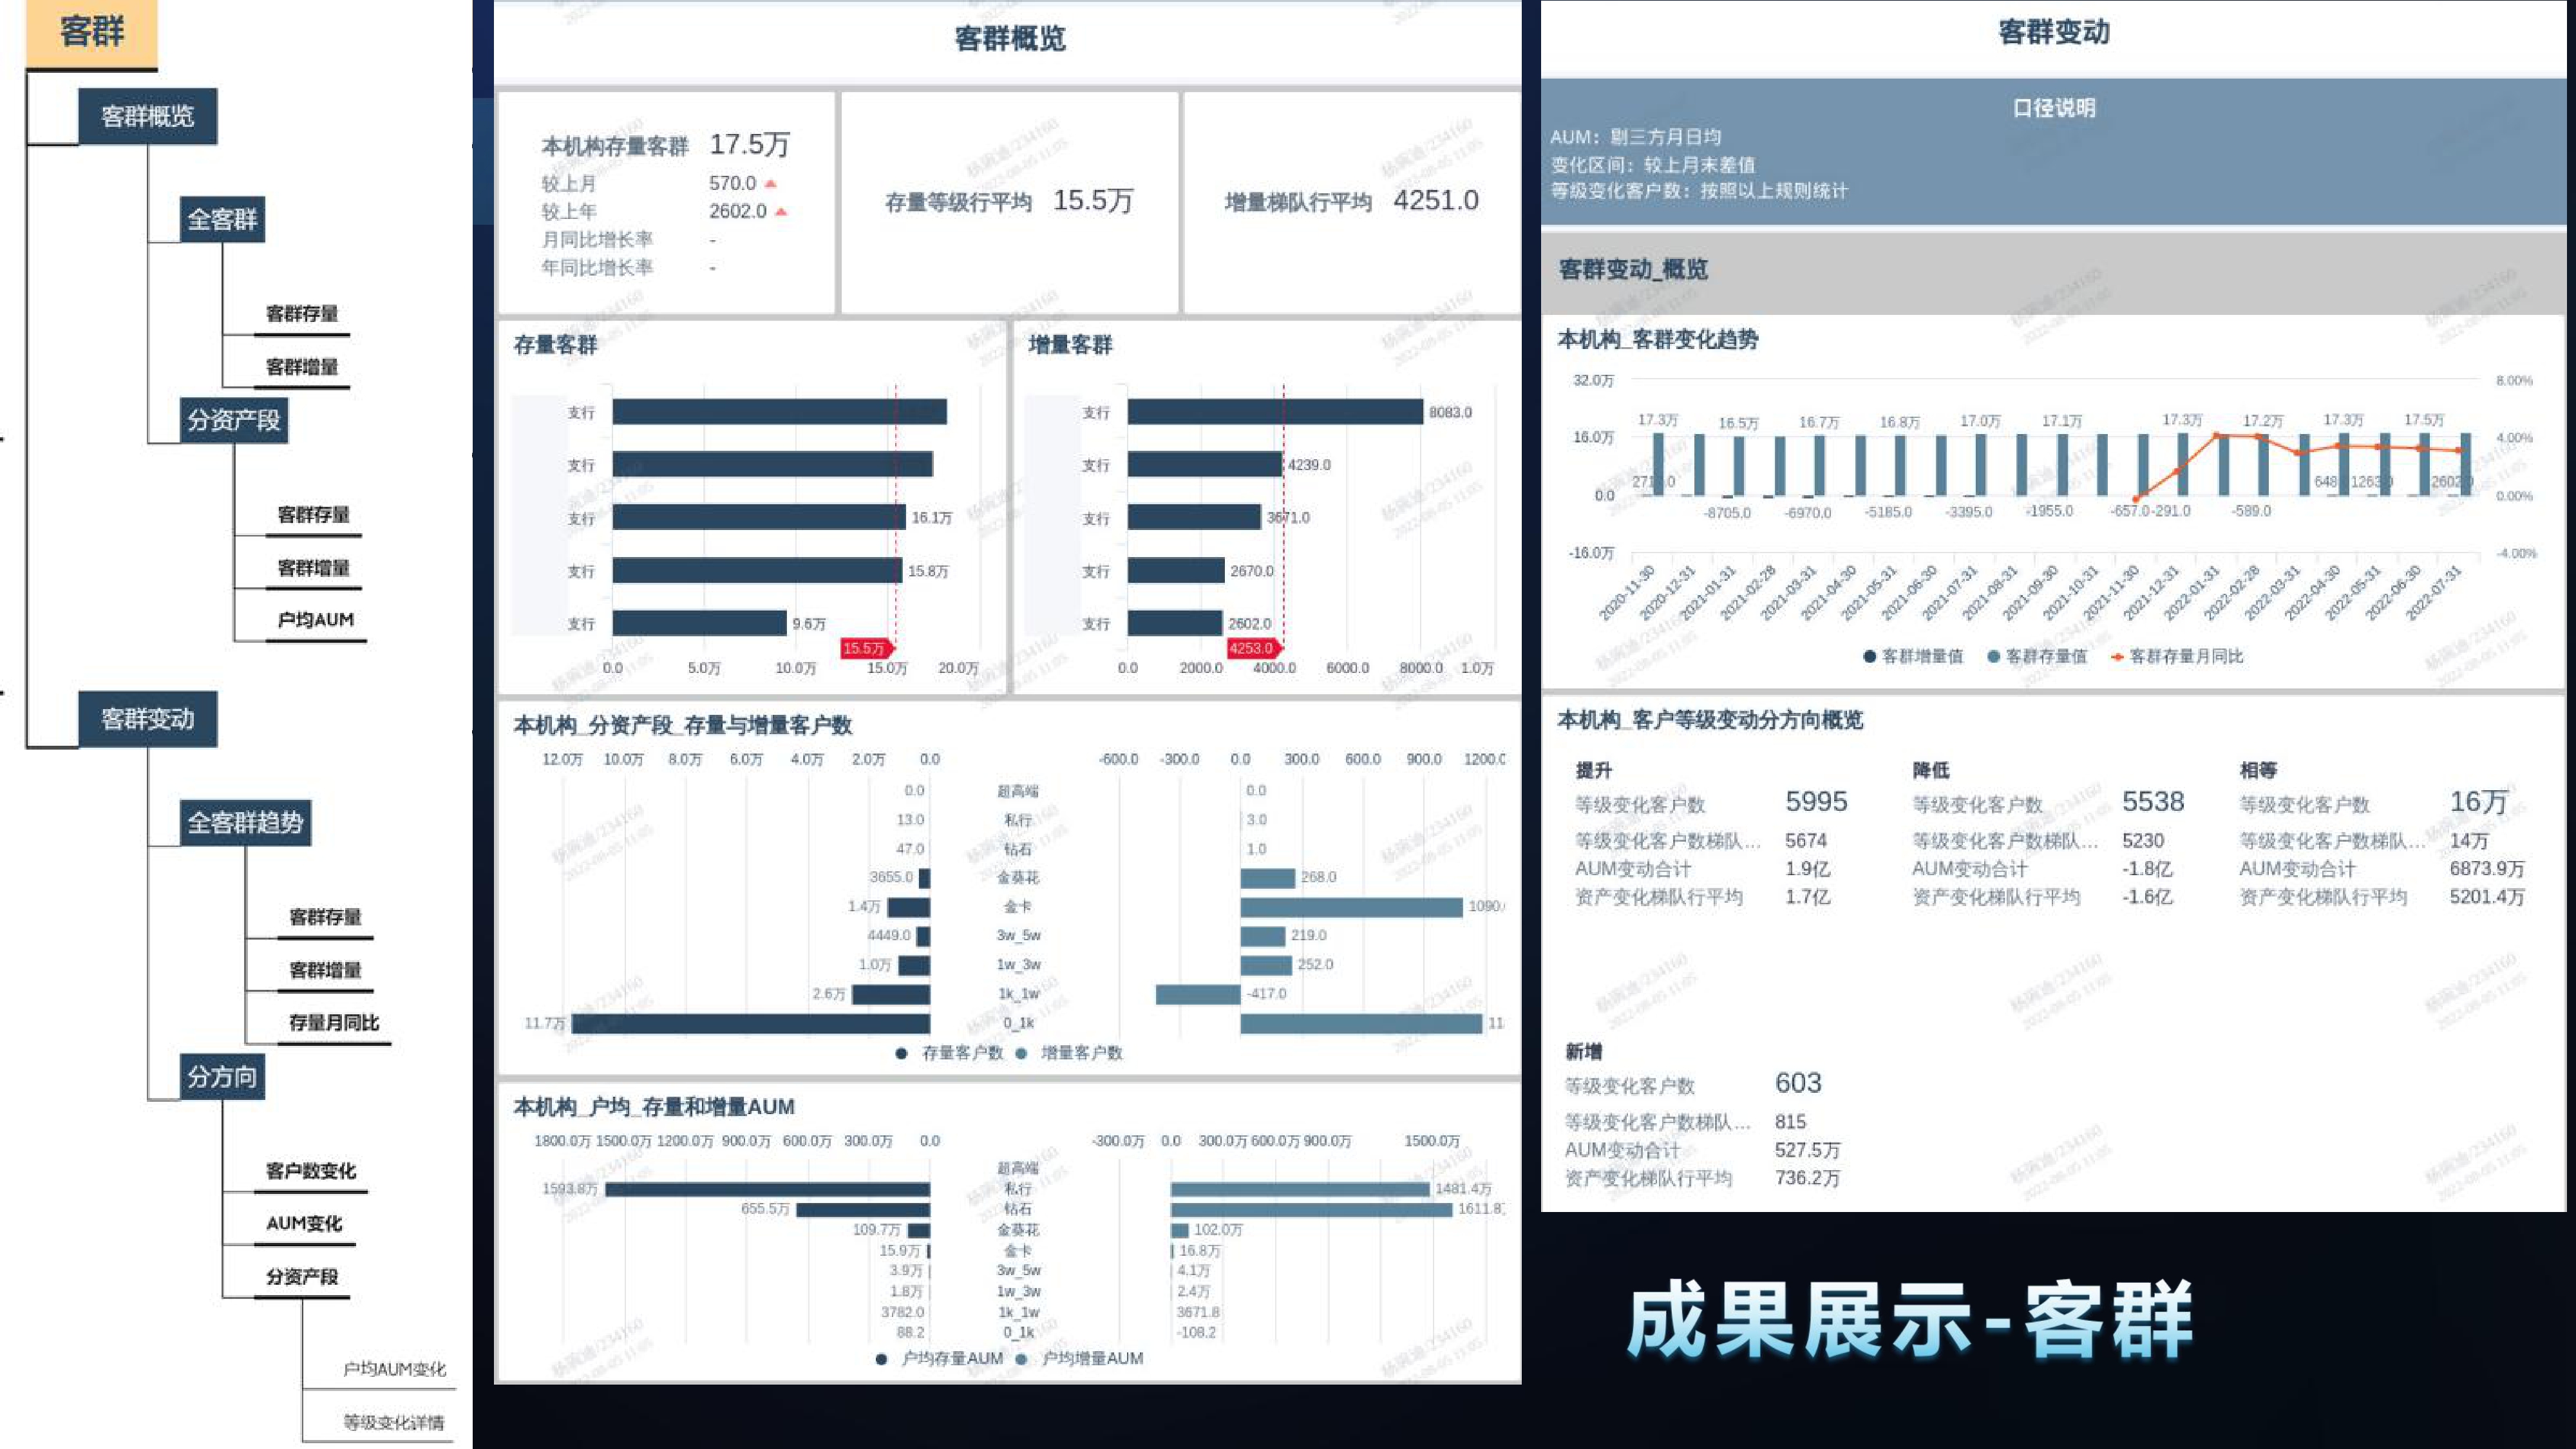 客群
客群概览
全客群
客群存量
客群增量
分资产段
客群存量
客群增量
户均AUM
客群变动
全客群趋势
客群存量
客群增量
存量月同比
分方向
客户数变化
AUM变化
分资产段
户均AUM变化
等级变化详情
客群概览
本机构存量客群 17.5万
较上月 570.0
较上年 2602.0
月同比增长率 -
年同比增长率 -
存量等级行平均 15.5万
增量梯队行平均 4251.0
存量客群
支行
支行
支行 16.1万
支行 15.8万
支行 9.6万
15.5万
0.0 5.0万 10.0万 15.0万 20.0万
增量客群
支行 8083.0
支行 4239.0
支行 3671.0
支行 2670.0
支行 2602.0
4253.0
0.0 2000.0 4000.0 6000.0 8000.0 1.0万
本机构_分资产段_存量与增量客户数
12.0万 10.0万 8.0万 6.0万 4.0万 2.0万 0.0 -600.0 -300.0 0.0 300.0 600.0 900.0 1200.0
0.0 超高端 0.0
13.0 私行 3.0
47.0 钻石 1.0
3655.0 金葵花 268.0
1.4万 金卡 1090.
4449.0 3w_5w 219.0
1.0万 1w_3w 252.0
2.6万 1k_1w -417.0
11.7万 0_1k 11
存量客户数 增量客户数
本机构_户均_存量和增量AUM
1800.0万 1500.0万 1200.0万 900.0万 600.0万 300.0万 0.0 -300.0万 0.0 300.0万 600.0万 900.0万 1500.0万
超高端
1593.8万 私行 1481.4万
655.5万 钻石 1611.8
109.7万 金葵花 102.0万
15.9万 金卡 16.8万
3.9万 3w_5w 4.1万
1.8万 1w_3w 2.4万
3782.0 1k_1w 3671.8
88.2 0_1k -108.2
户均存量AUM 户均增量AUM
客群变动
口径说明
AUM：剔三方月日均
变化区间：较上月末差值
等级变化客户数：按照以上规则统计
客群变动_概览
本机构_客群变化趋势
32.0万 8.00%
17.3万 16.5万 16.7万 16.8万 17.0万 17.1万 17.3万 17.2万 17.3万 17.5万
16.0万 4.00%
648 1263 2602
0.0 0.00%
-8705.0 -6970.0 -5185.0 -3395.0 -1955.0 -657.0 -291.0 -589.0
-16.0万 -4.00%
2020-11-30 2020-12-31 2021-01-31 2021-02-28 2021-03-31 2021-04-30 2021-05-31 2021-06-30 2021-07-31 2021-08-31 2021-09-30 2021-10-31 2021-11-30 2021-12-31 2022-01-31 2022-02-28 2022-03-31 2022-04-30 2022-05-31 2022-06-30 2022-07-31
客群增量值 客群存量值 客群存量月同比
本机构_客户等级变动分方向概览
提升 降低 相等
等级变化客户数 5995 等级变化客户数 5538 等级变化客户数 16万
等级变化客户数梯队… 5674 等级变化客户数梯队… 5230 等级变化客户数梯队… 14万
AUM变动合计 1.9亿 AUM变动合计 -1.8亿 AUM变动合计 6873.9万
资产变化梯队行平均 1.7亿 资产变化梯队行平均 -1.6亿 资产变化梯队行平均 5201.4万
新增
等级变化客户数 603
等级变化客户数梯队… 815
AUM变动合计 527.5万
资产变化梯队行平均 736.2万
成果展示-客群